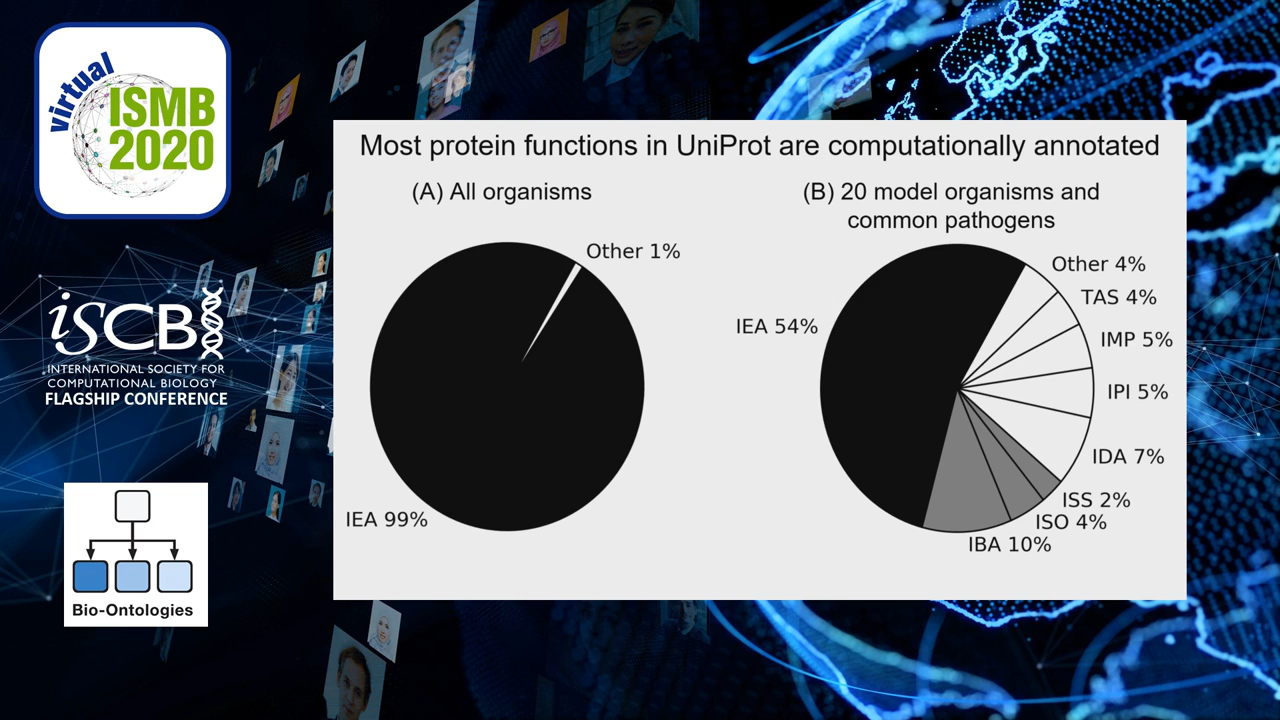 virtual
ISMB
2020
iSCB
INTERNATIONAL SOCIETY FOR
COMPUTATIONAL BIOLOGY
FLAGSHIP CONFERENCE
Bio-Ontologies
Most protein functions in UniProt are computationally annotated
(A) All organisms
Other 1%
IEA 99%
(B) 20 model organisms and
common pathogens
Other 4%
TAS 4%
IEA 54%
IMP 5%
IPI 5%
IDA 7%
ISS 2%
ISO 4%
IBA 10%